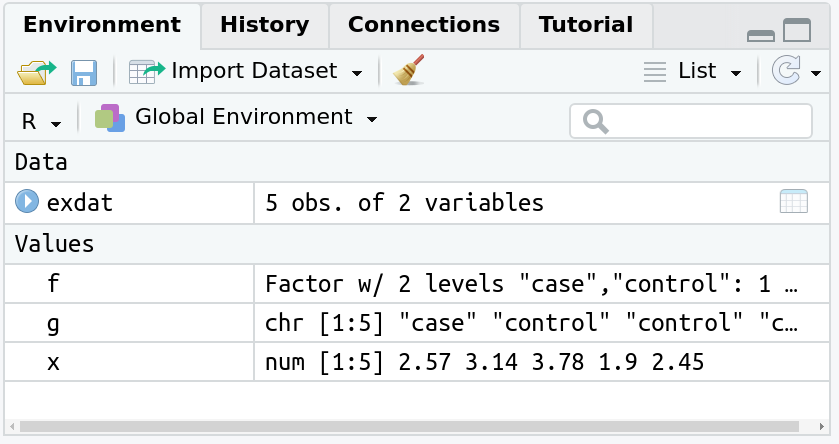 Environment History Connections Tutorial
Import Dataset List
R Global Environment
Data
exdat 5 obs. of 2 variables
Values
f Factor w/ 2 levels "case","control": 1 …
g chr [1:5] "case" "control" "control" "c…
x num [1:5] 2.57 3.14 3.78 1.9 2.45